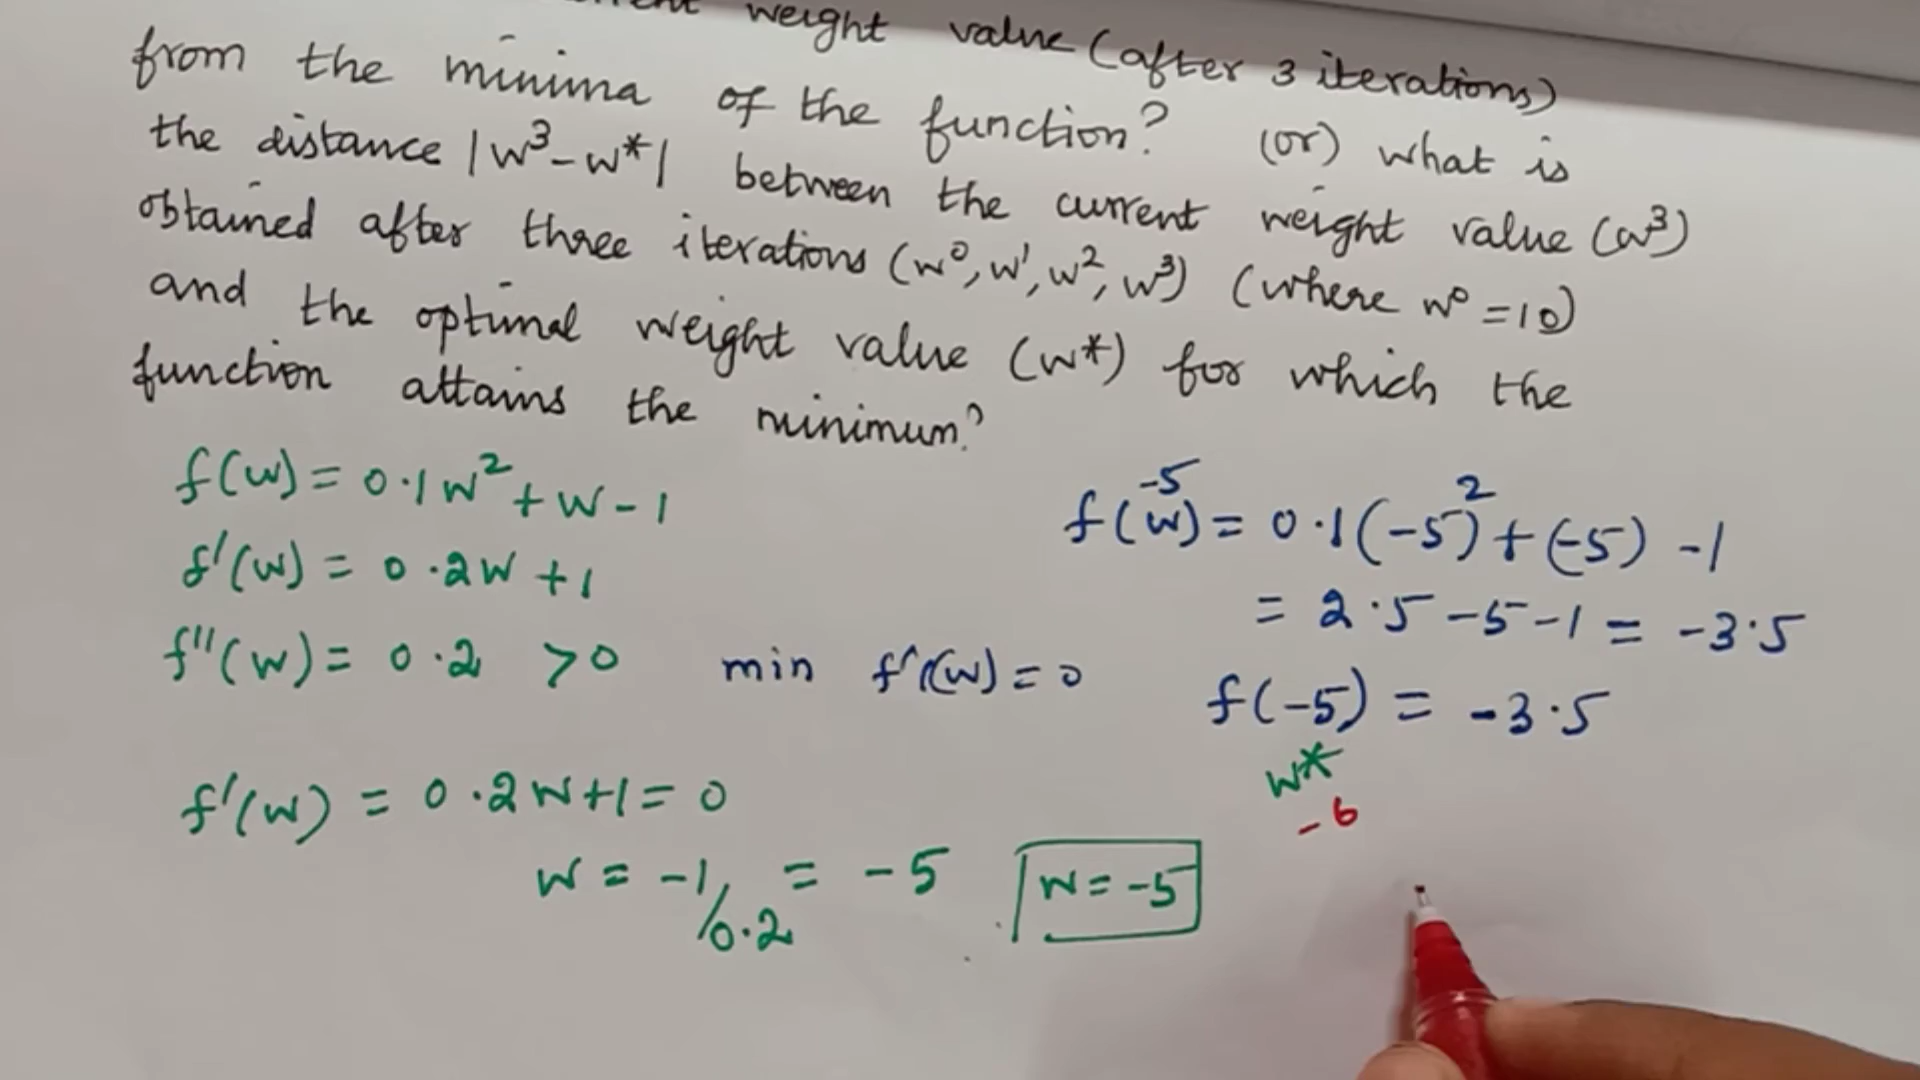 weight value (after 3 iterations)
from the minima of the function? (or) what is
the distance |w³-w*| between the current weight value (w³)
obtained after three iterations (w⁰, w¹, w², w³) (where w⁰ = 10)
and the optimal weight value (w*) for which the
function attains the minimum?
f(w) = 0.1w² + w - 1
f'(w) = 0.2w + 1
f''(w) = 0.2 > 0 min f'(w) = 0
f'(w) = 0.2w + 1 = 0
w = -1/0.2 = -5
w = -5
-5
f(w) = 0.1(-5)² + (-5) - 1
= 2.5 - 5 - 1 = -3.5
f(-5) = -3.5
w*
-6